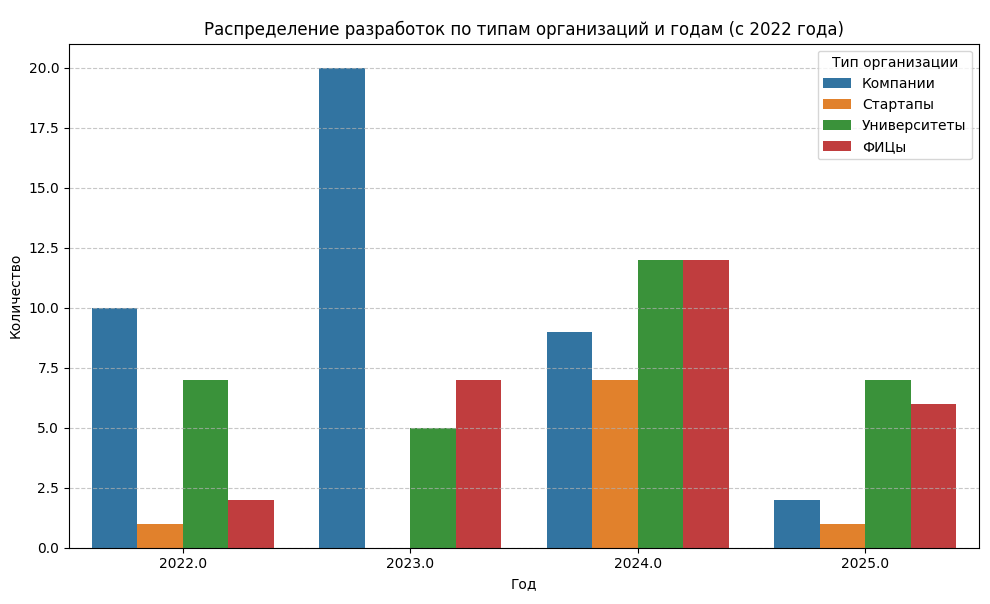 Распределение разработок по типам организаций и годам (с 2022 года)
Тип организации
Компании
Стартапы
Университеты
ФИЦы
Количество
20.0
17.5
15.0
12.5
10.0
7.5
5.0
2.5
0.0
2022.0
2023.0
2024.0
2025.0
Год